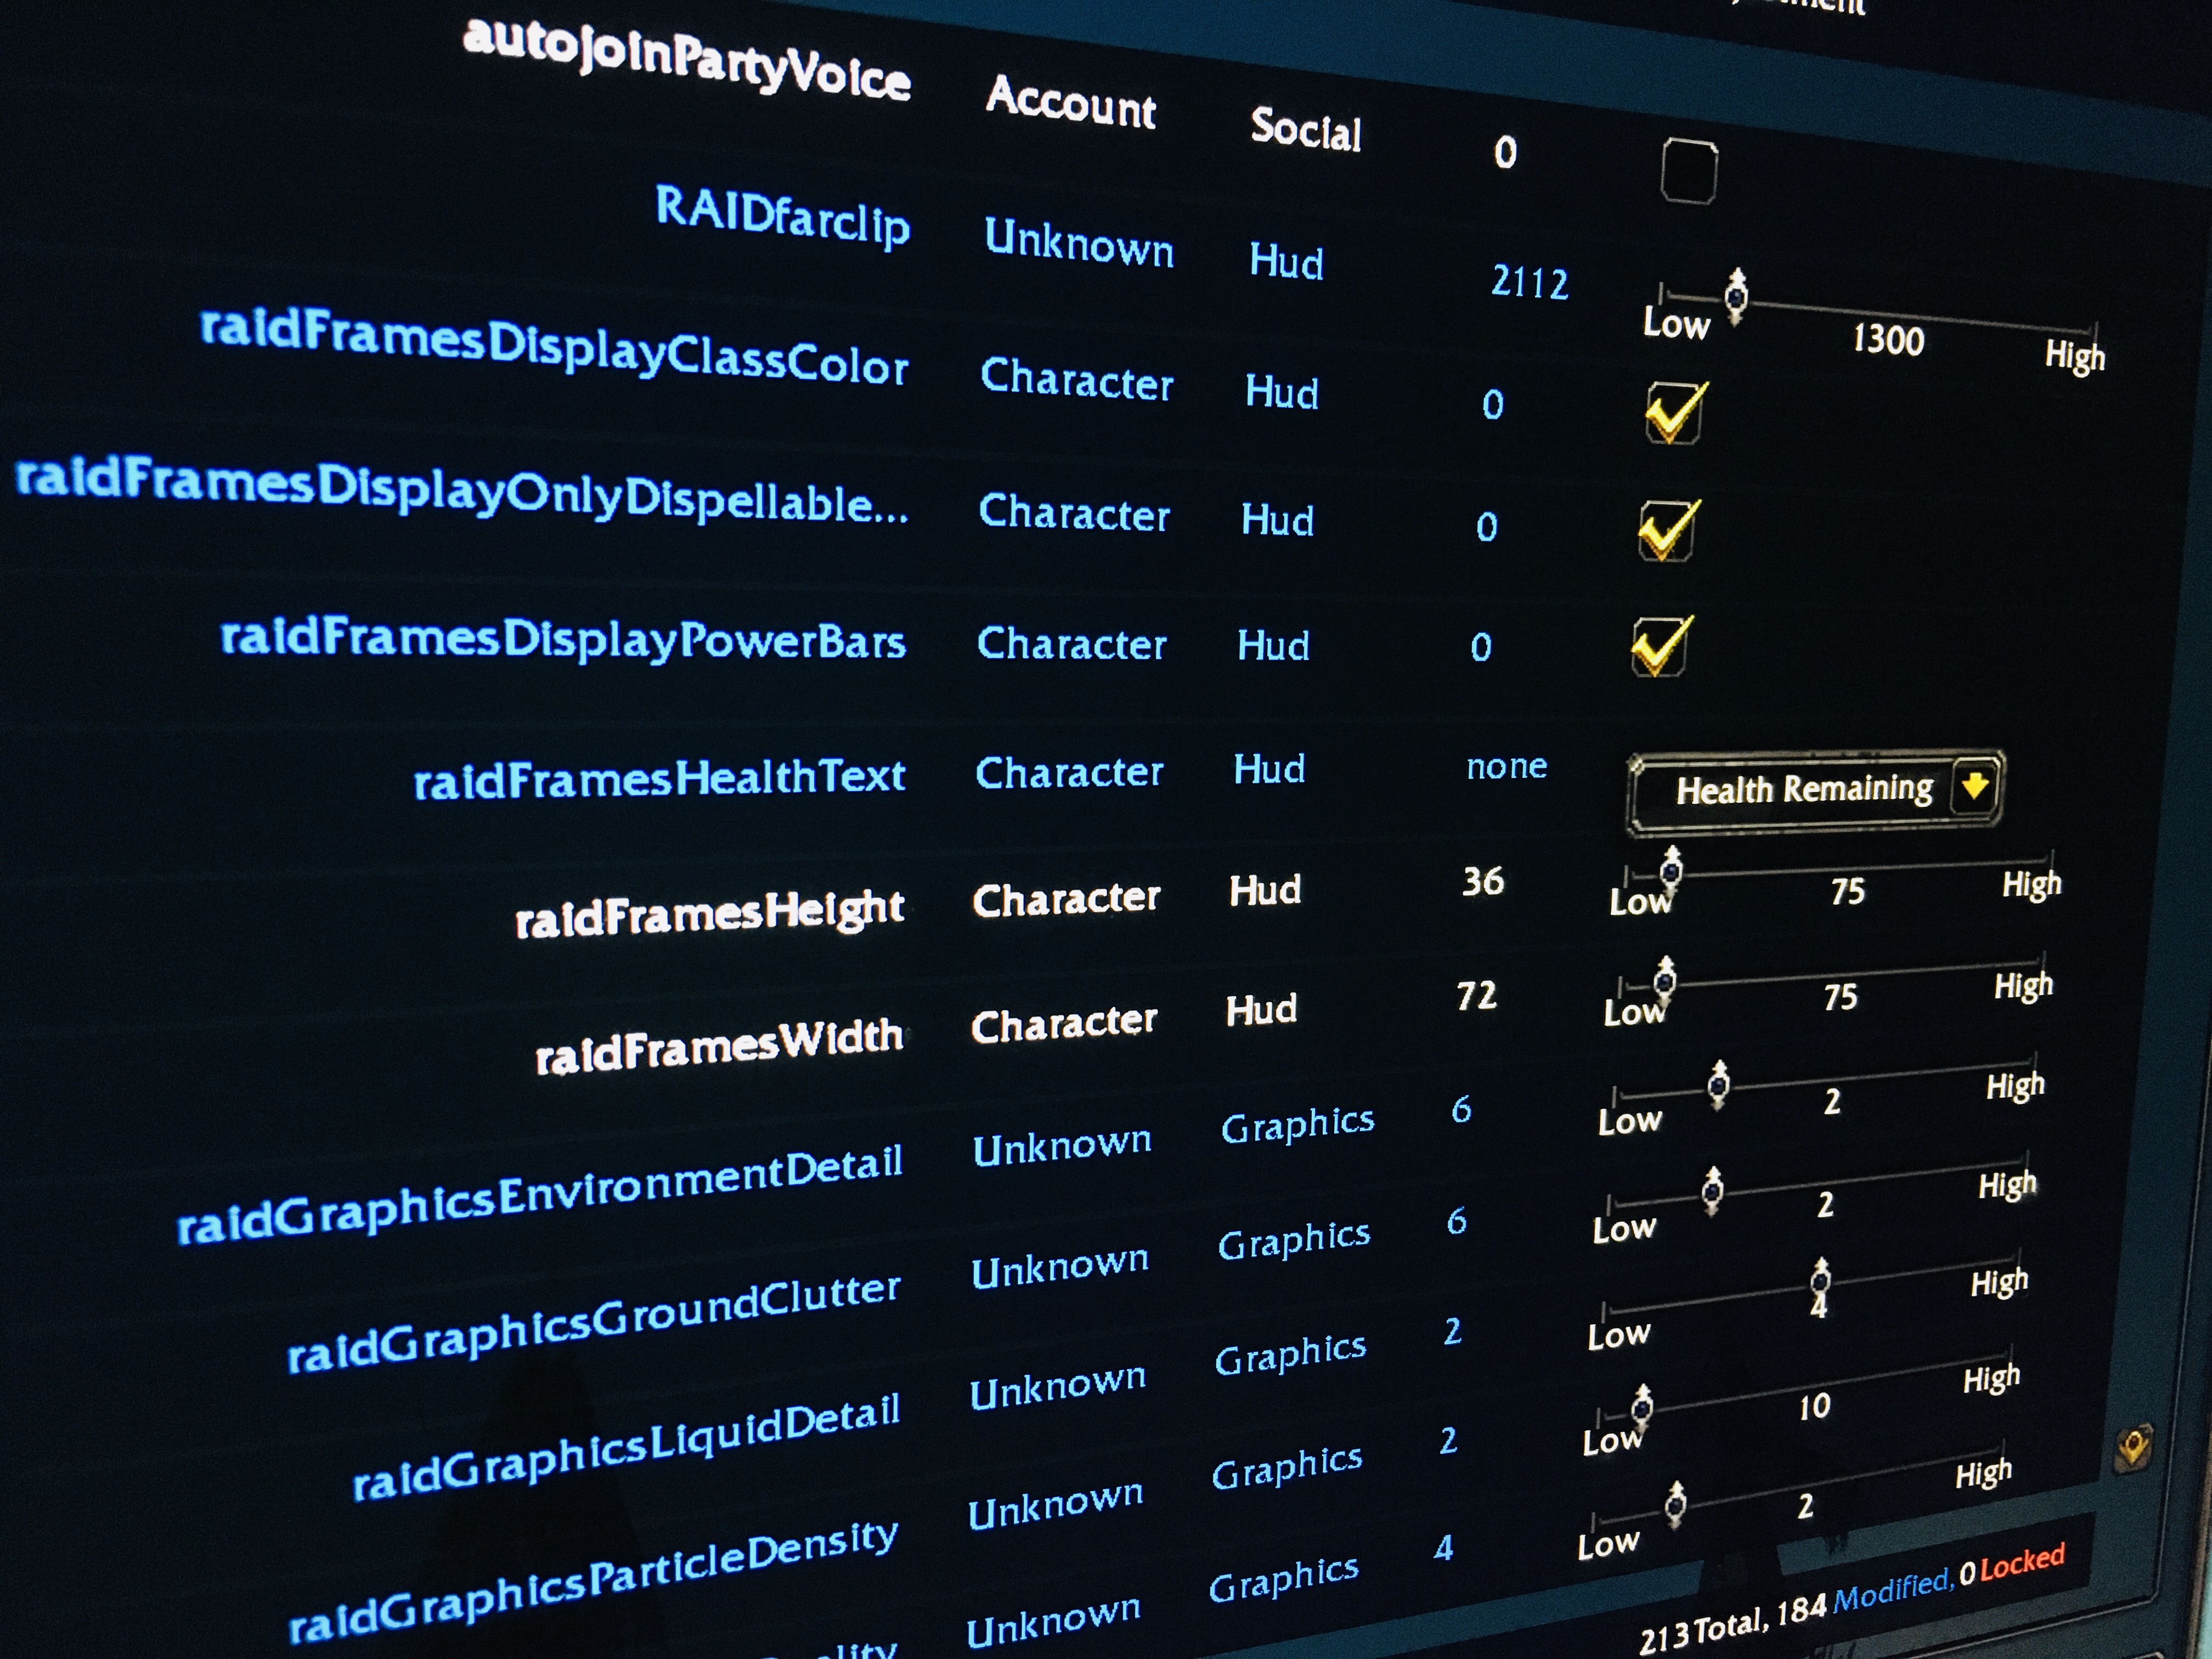 autojoinPartyVoice Account Social 0
RAIDfarclip Unknown Hud 2112 Low 1300 High
raidFramesDisplayClassColor Character Hud 0
raidFramesDisplayOnlyDispellable... Character Hud 0
raidFramesDisplayPowerBars Character Hud 0
raidFramesHealthText Character Hud none Health Remaining
raidFramesHeight Character Hud 36 Low 75 High
raidFramesWidth Character Hud 72 Low 75 High
raidGraphicsEnvironmentDetail Unknown Graphics 6 Low 2 High
raidGraphicsGroundClutter Unknown Graphics 6 Low 2 High
raidGraphicsLiquidDetail Unknown Graphics 2 Low 4 High
raidGraphicsParticleDensity Unknown Graphics 2 Low 10 High
Unknown Graphics 4 Low 2 High
213 Total, 184 Modified, 0 Locked